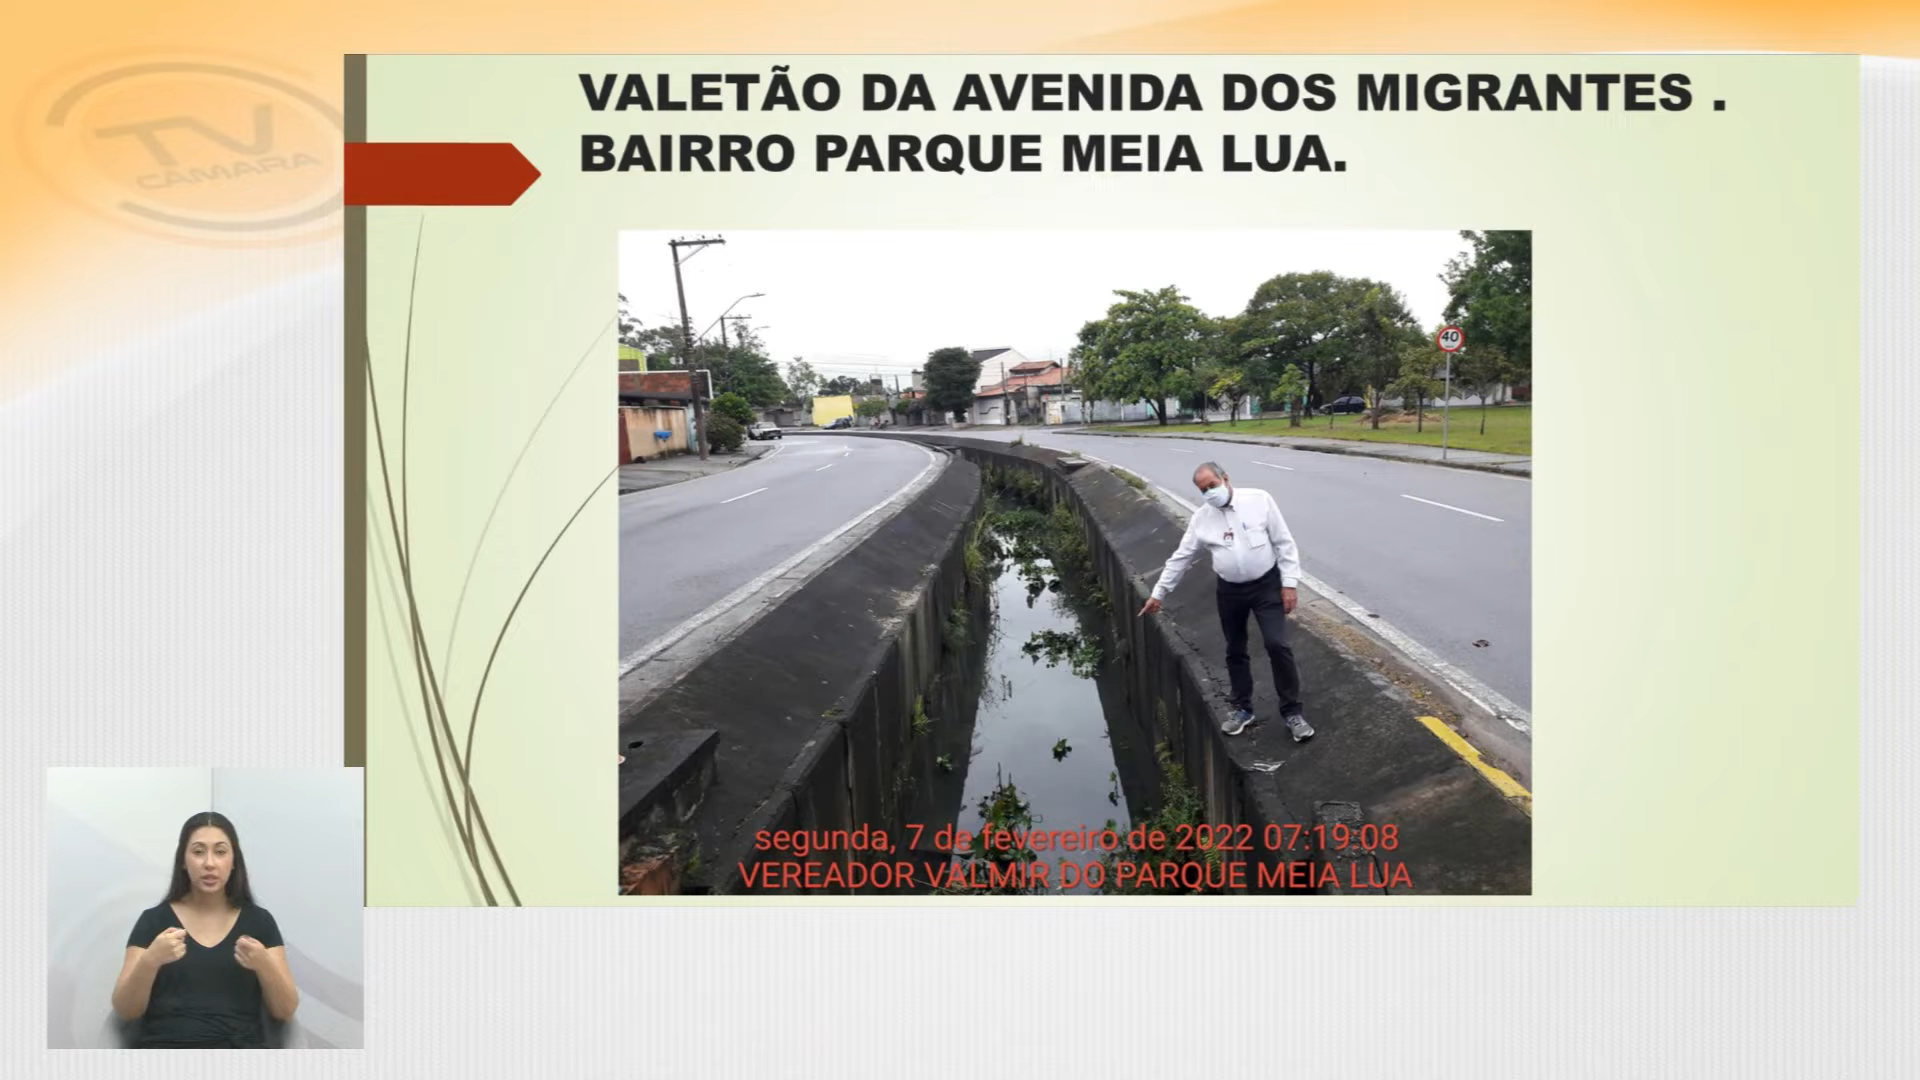 TV
CÂMARA
VALETÃO DA AVENIDA DOS MIGRANTES .
BAIRRO PARQUE MEIA LUA.
40
segunda, 7 de fevereiro de 2022 07:19:08
VEREADOR VALMIR DO PARQUE MEIA LUA